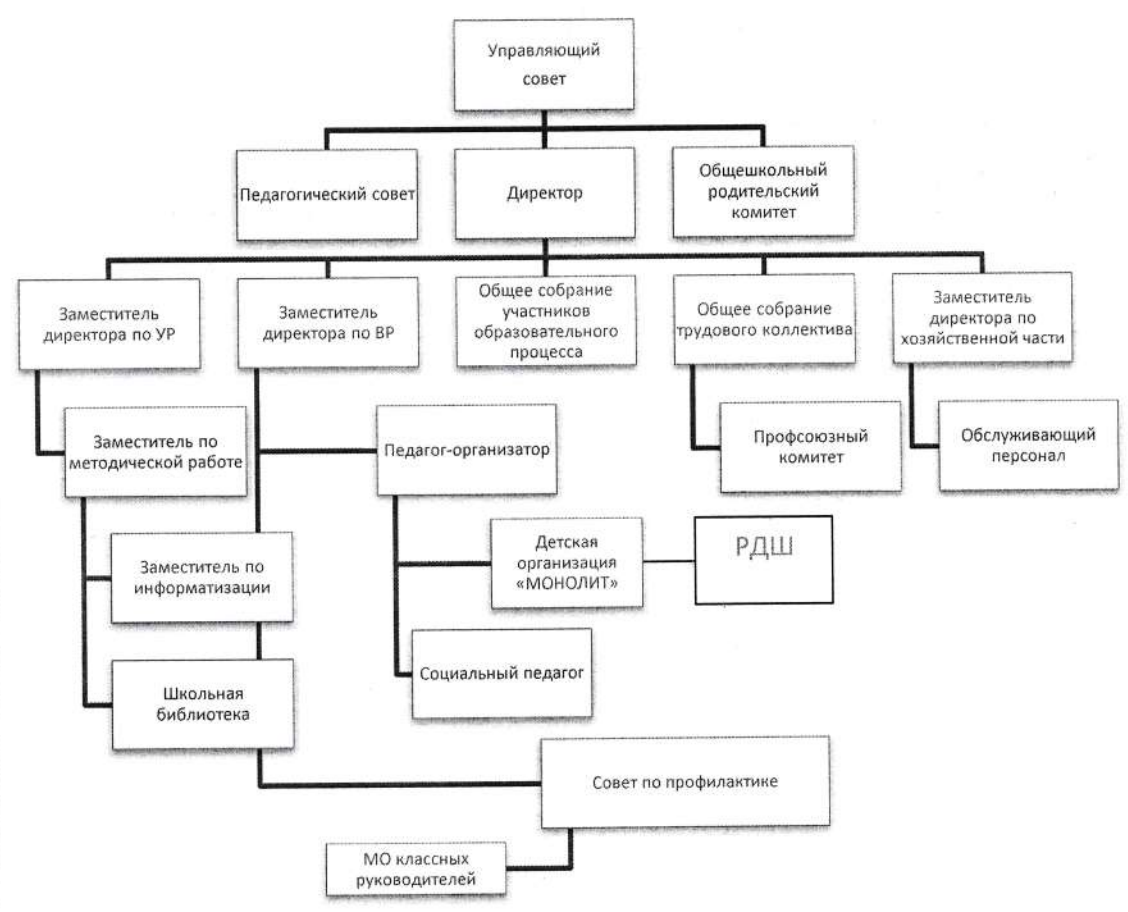 Управляющий
совет
Педагогический совет
Директор
Общешкольный
родительский
комитет
Заместитель
директора по УР
Заместитель
директора по ВР
Общее собрание
участников
образовательного
процесса
Общее собрание
трудового коллектива
Заместитель
директора по
хозяйственной части
Заместитель по
методической работе
Педагог-организатор
Профсоюзный
комитет
Обслуживающий
персонал
Заместитель по
информатизации
Детская
организация
«МОНОЛИТ»
РДШ
Школьная
библиотека
Социальный педагог
Совет по профилактике
МО классных
руководителей